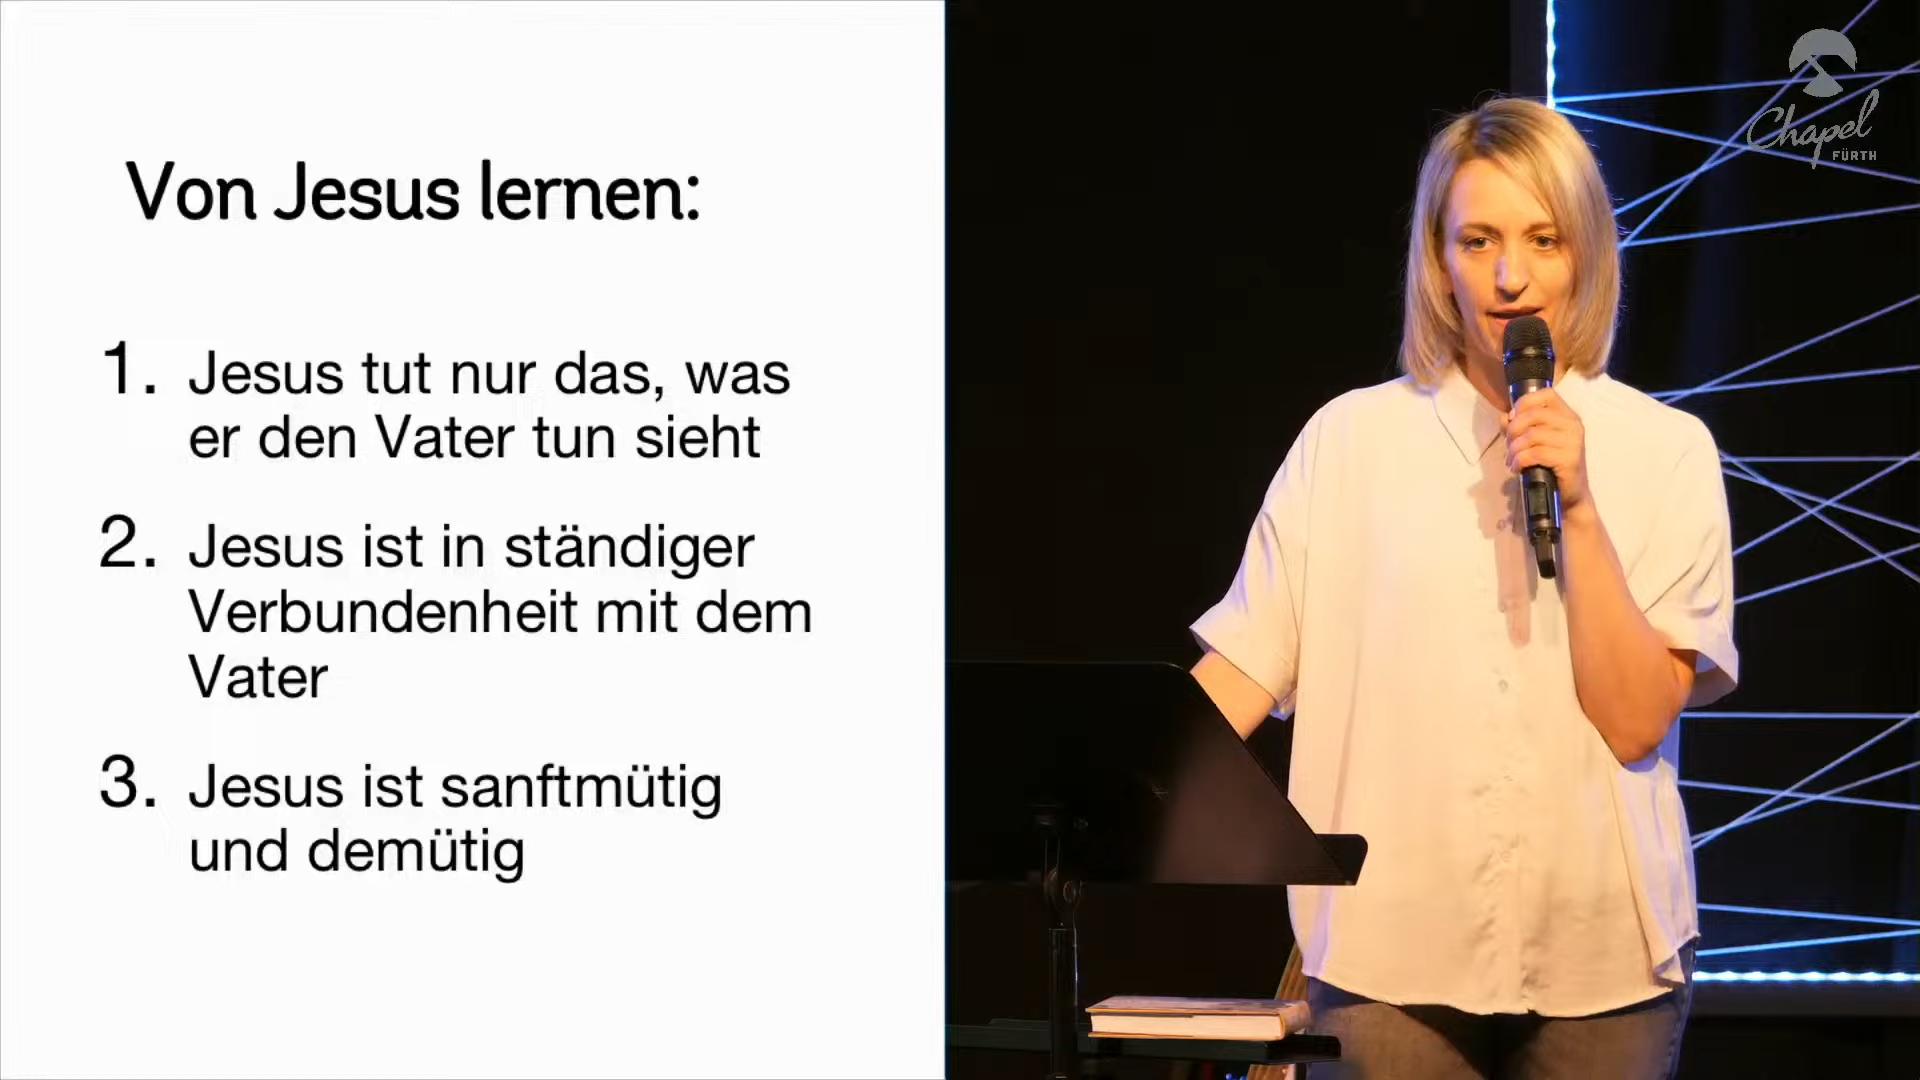 Von Jesus lernen:
1. Jesus tut nur das, was
er den Vater tun sieht
2. Jesus ist in ständiger
Verbundenheit mit dem
Vater
3. Jesus ist sanftmütig
und demütig
Chapel
FÜRTH